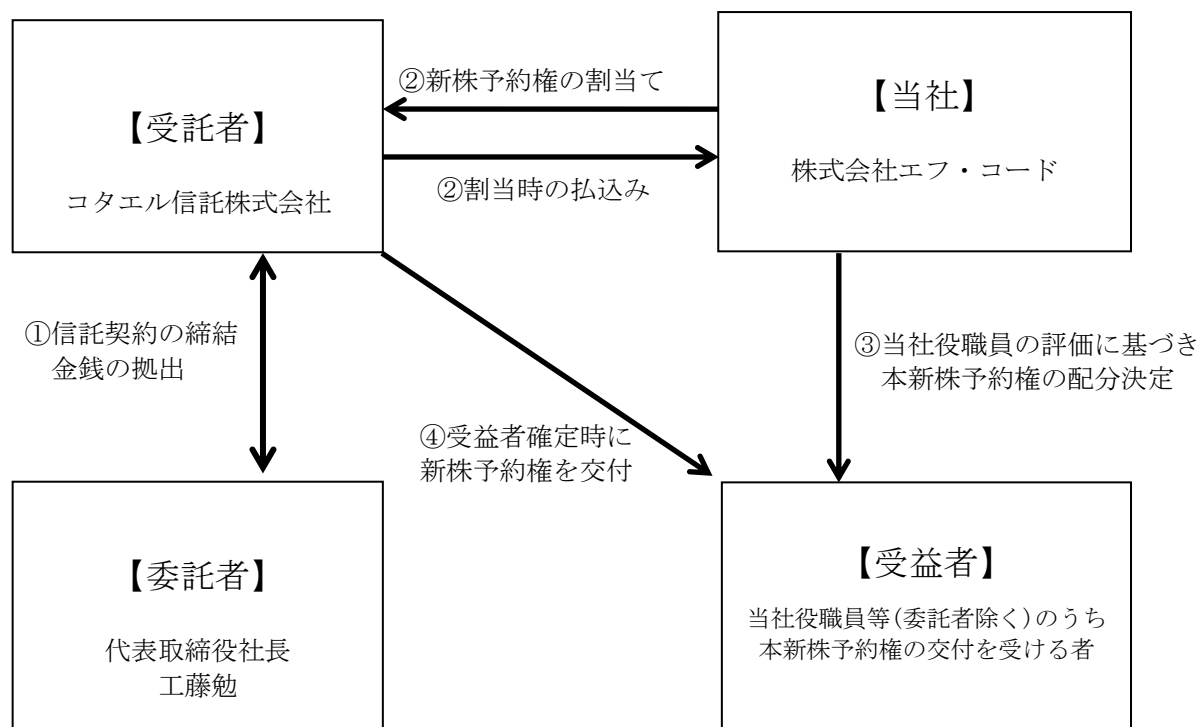 【受託者】
コタエル信託株式会社
②新株予約権の割当て
②割当時の払込み
【当社】
株式会社エフ・コード
①信託契約の締結
金銭の拠出
③当社役職員の評価に基づき
本新株予約権の配分決定
④受益者確定時に
新株予約権を交付
【委託者】
代表取締役社長
工藤勉
【受益者】
当社役職員等(委託者除く)のうち
本新株予約権の交付を受ける者